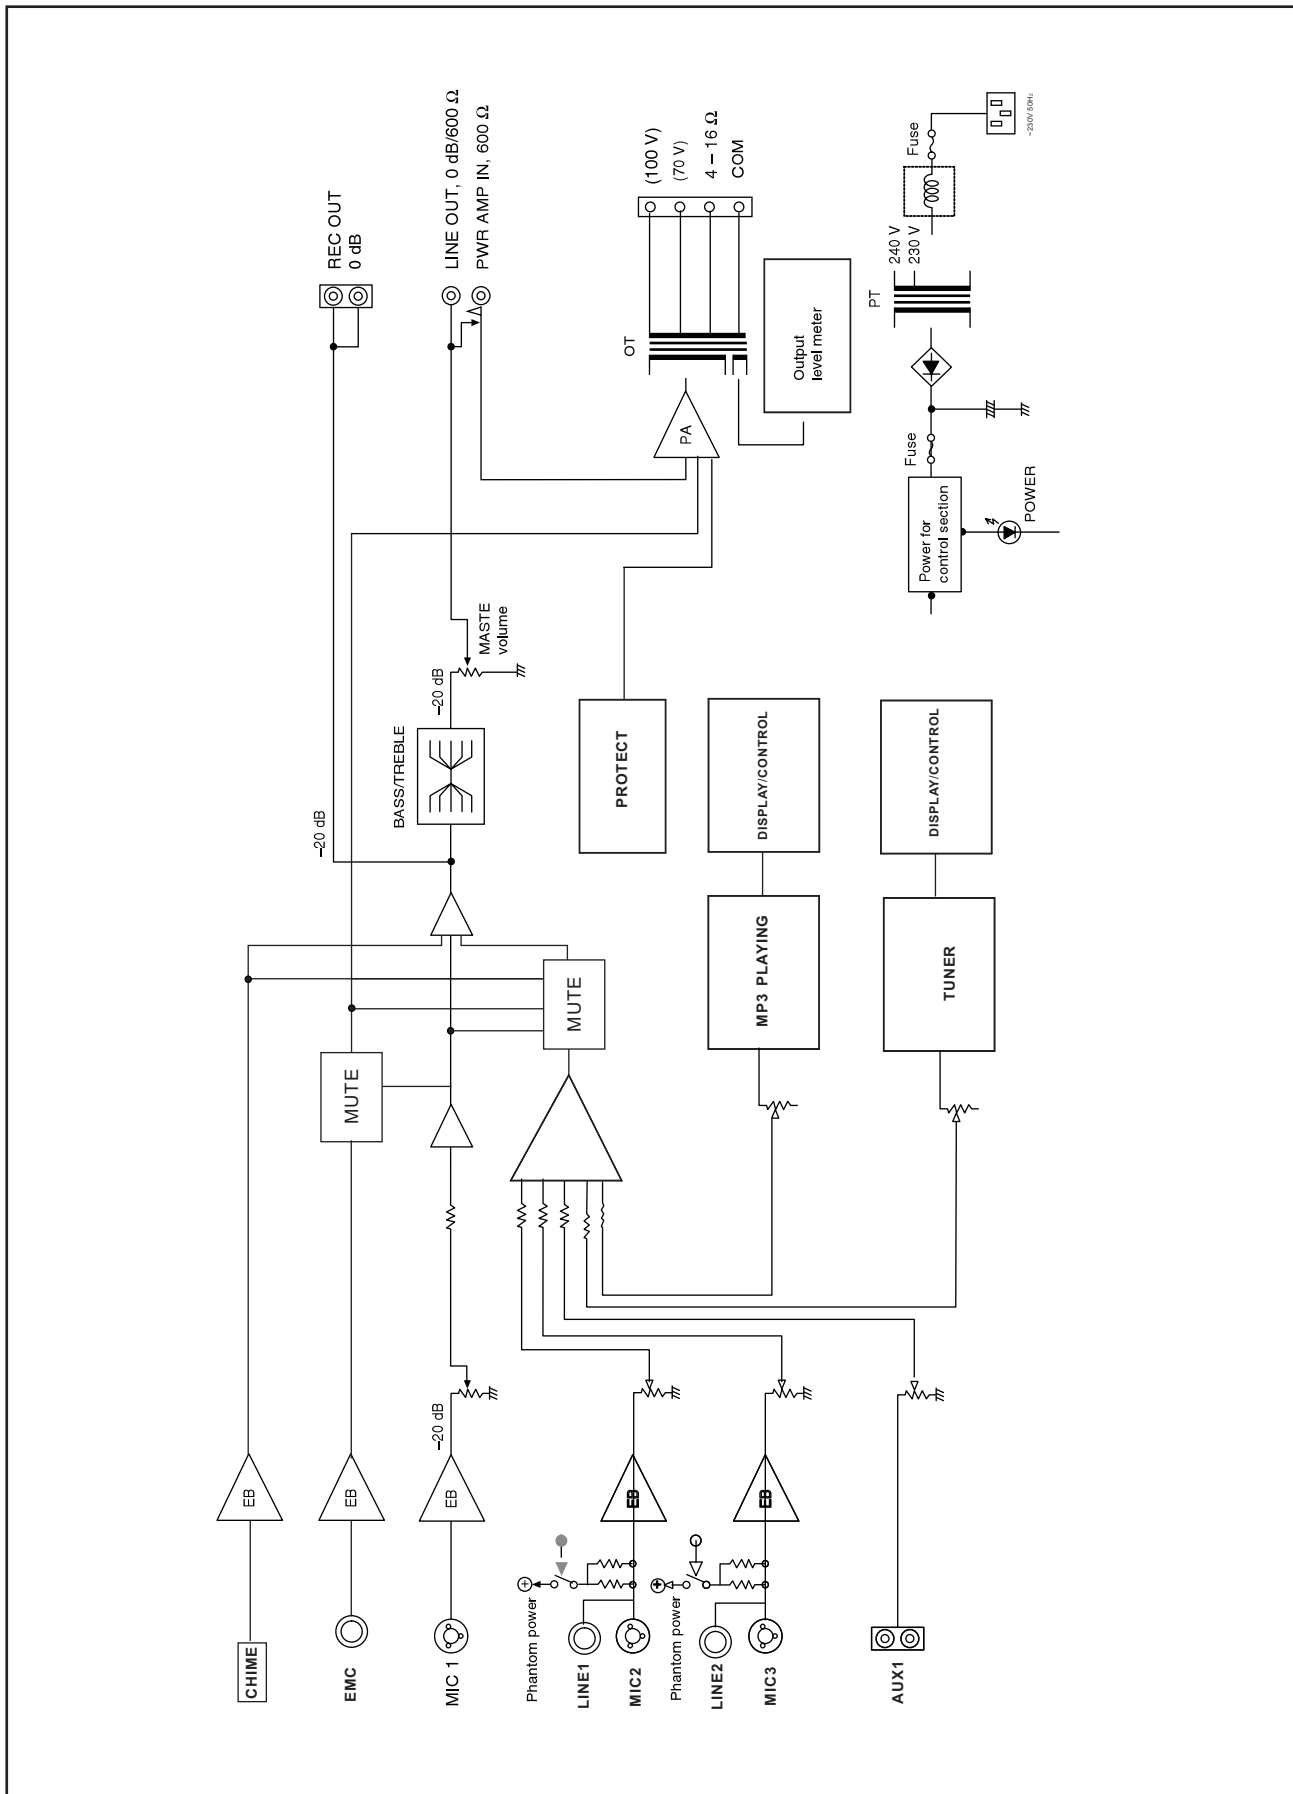 REC OUT
0 dB
LINE OUT, 0 dB/600 Ω
PWR AMP IN, 600 Ω
(100 V)
(70 V)
4 – 16 Ω
COM
OT
PA
Output
level meter
Fuse
~230V 50Hz
240 V
230 V
PT
Fuse
Power for
control section
POWER
–20 dB
BASS/TREBLE
–20 dB
MASTE
volume
PROTECT
DISPLAY/CONTROL
DISPLAY/CONTROL
MP3 PLAYING
TUNER
MUTE
MUTE
–20 dB
EB
EB
EB
EB
EB
CHIME
EMC
MIC 1
Phantom power
LINE1
MIC2
Phantom power
LINE2
MIC3
AUX1